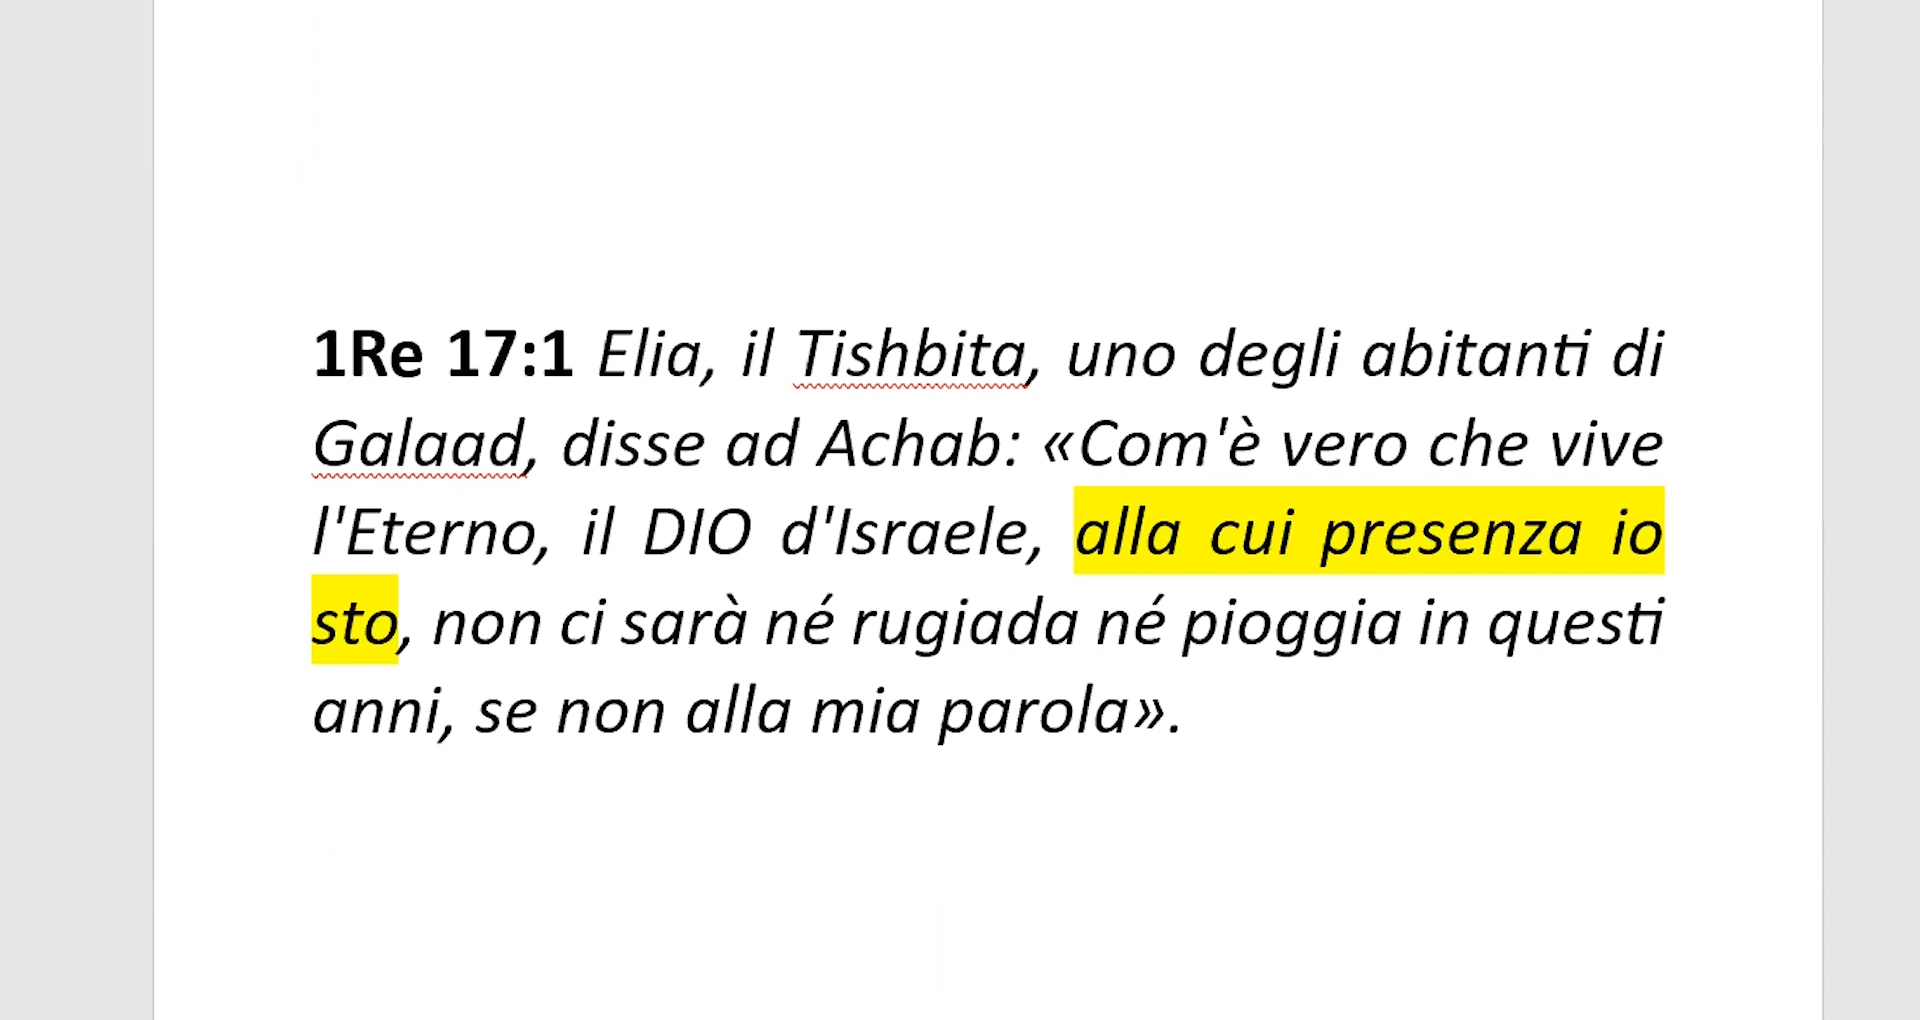 1Re 17:1 Elia, il Tishbita, uno degli abitanti di
Galaad, disse ad Achab: «Com'è vero che vive
l'Eterno, il DIO d'Israele, alla cui presenza io
sto, non ci sarà né rugiada né pioggia in questi
anni, se non alla mia parola».